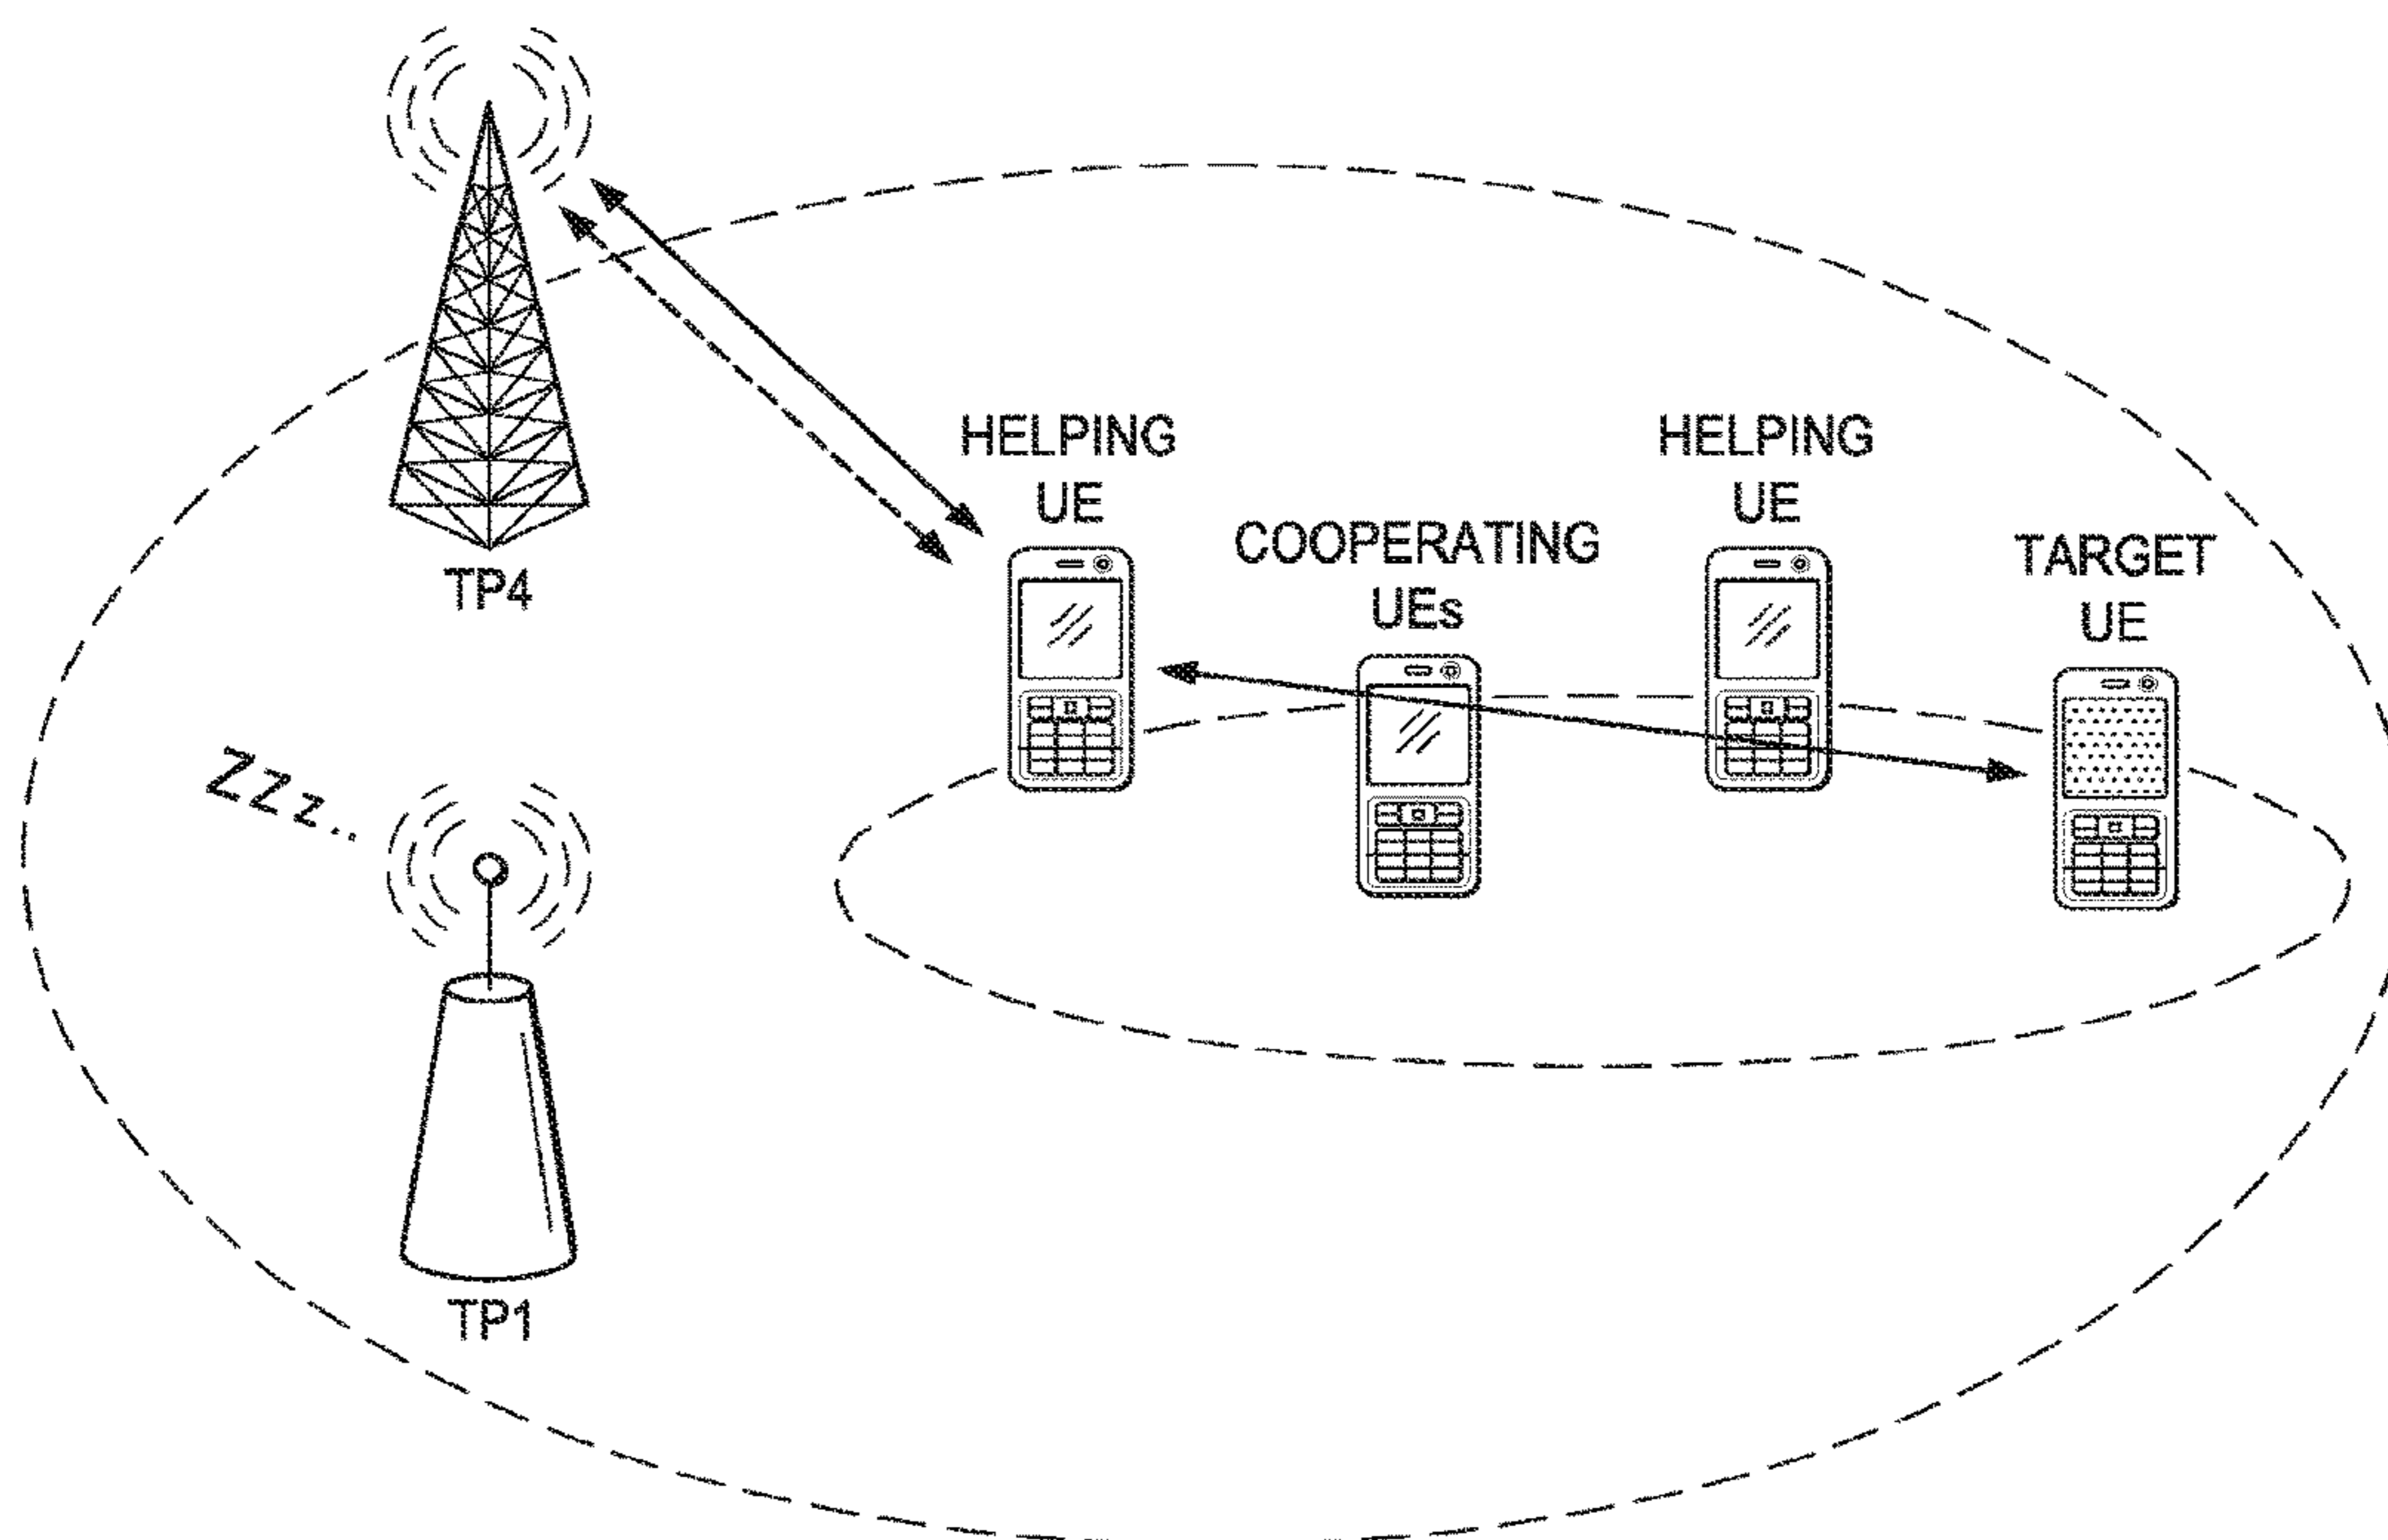 HELPING
UE
HELPING
UE
COOPERATING
UEs
TARGET
UE
TP4
ZZz..
TP1